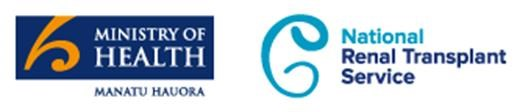 MINISTRY OF
HEALTH
MANATU HAUORA
National
Renal Transplant
Service